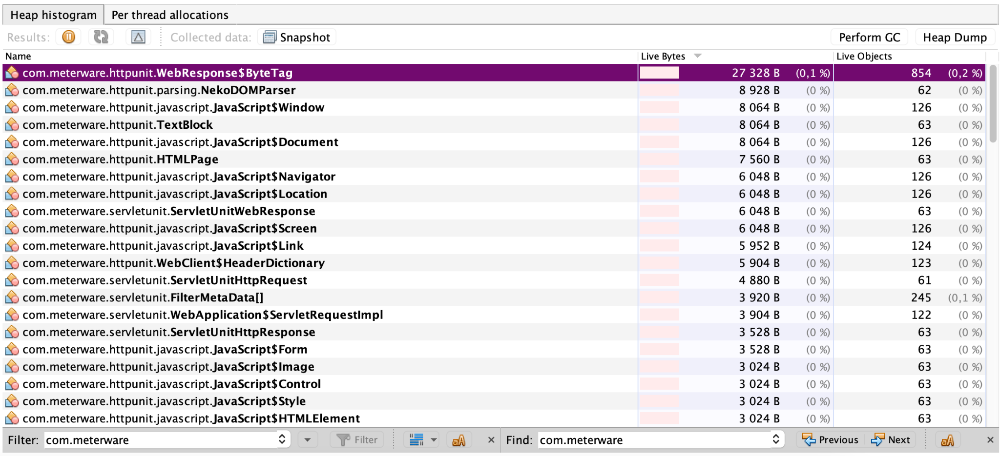 Heap histogram Per thread allocations
Results: Collected data: Snapshot Perform GC Heap Dump
Name Live Bytes Live Objects
com.meterware.httpunit.WebResponse$ByteTag 27 328 B (0,1 %) 854 (0,2 %)
com.meterware.httpunit.parsing.NekoDOMParser 8 928 B (0 %) 62 (0 %)
com.meterware.httpunit.javascript.JavaScript$Window 8 064 B (0 %) 126 (0 %)
com.meterware.httpunit.TextBlock 8 064 B (0 %) 63 (0 %)
com.meterware.httpunit.javascript.JavaScript$Document 8 064 B (0 %) 126 (0 %)
com.meterware.httpunit.HTMLPage 7 560 B (0 %) 63 (0 %)
com.meterware.httpunit.javascript.JavaScript$Navigator 6 048 B (0 %) 126 (0 %)
com.meterware.httpunit.javascript.JavaScript$Location 6 048 B (0 %) 126 (0 %)
com.meterware.servletunit.ServletUnitWebResponse 6 048 B (0 %) 63 (0 %)
com.meterware.httpunit.javascript.JavaScript$Screen 6 048 B (0 %) 126 (0 %)
com.meterware.httpunit.javascript.JavaScript$Link 5 952 B (0 %) 124 (0 %)
com.meterware.httpunit.WebClient$HeaderDictionary 5 904 B (0 %) 123 (0 %)
com.meterware.servletunit.ServletUnitHttpRequest 4 880 B (0 %) 61 (0 %)
com.meterware.servletunit.FilterMetaData[] 3 920 B (0 %) 245 (0,1 %)
com.meterware.servletunit.WebApplication$ServletRequestImpl 3 904 B (0 %) 122 (0 %)
com.meterware.servletunit.ServletUnitHttpResponse 3 528 B (0 %) 63 (0 %)
com.meterware.httpunit.javascript.JavaScript$Form 3 528 B (0 %) 63 (0 %)
com.meterware.httpunit.javascript.JavaScript$Image 3 024 B (0 %) 63 (0 %)
com.meterware.httpunit.javascript.JavaScript$Control 3 024 B (0 %) 63 (0 %)
com.meterware.httpunit.javascript.JavaScript$Style 3 024 B (0 %) 63 (0 %)
com.meterware.httpunit.javascript.JavaScript$HTMLElement 3 024 B (0 %) 63 (0 %)
Filter: com.meterware Filter aA Find: com.meterware Previous Next aA